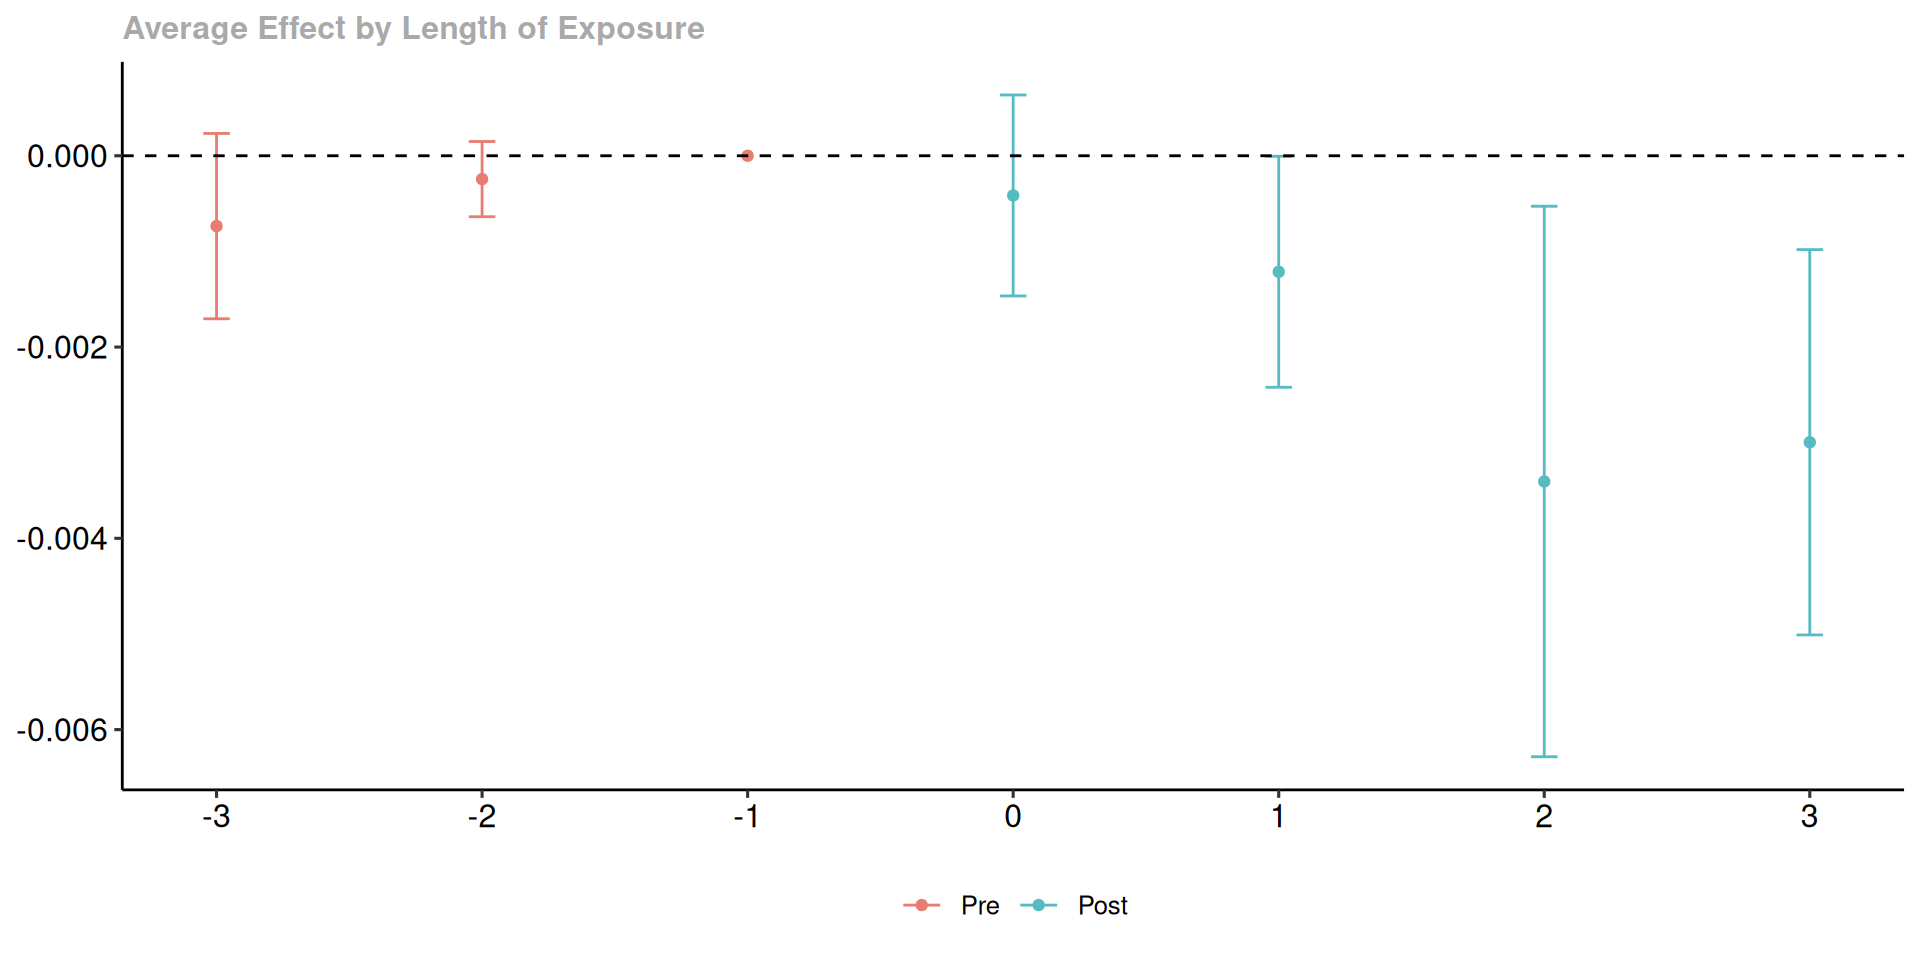 Average Effect by Length of Exposure
0.000
-0.002
-0.004
-0.006
-3 -2 -1 0 1 2 3
Pre Post